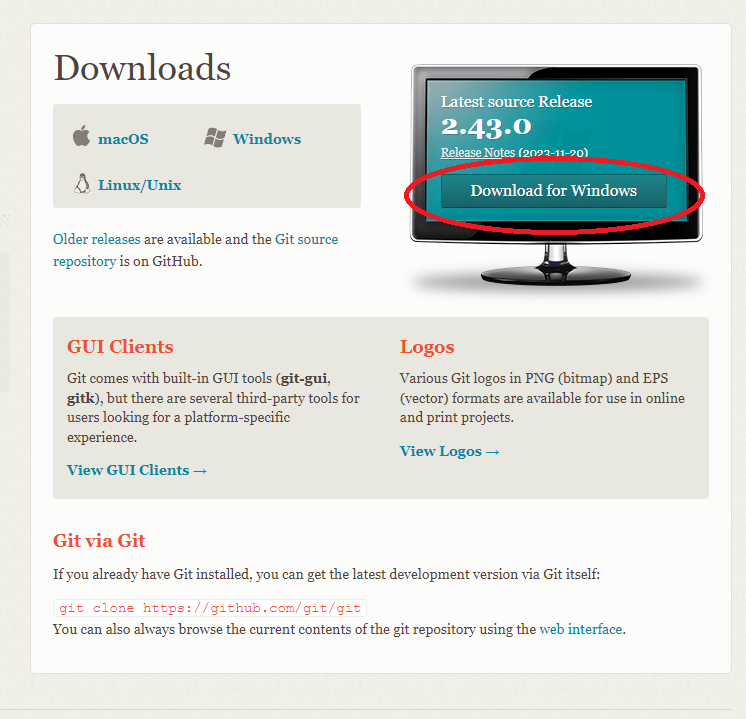 Downloads
macOS
Windows
Linux/Unix
Older releases are available and the Git source
repository is on GitHub.
Latest source Release
2.43.0
Release Notes (2023-11-20)
Download for Windows
GUI Clients
Git comes with built-in GUI tools (git-gui,
gitk), but there are several third-party tools for
users looking for a platform-specific
experience.
View GUI Clients →
Logos
Various Git logos in PNG (bitmap) and EPS
(vector) formats are available for use in online
and print projects.
View Logos →
Git via Git
If you already have Git installed, you can get the latest development version via Git itself:
git clone https://github.com/git/git
You can also always browse the current contents of the git repository using the web interface.